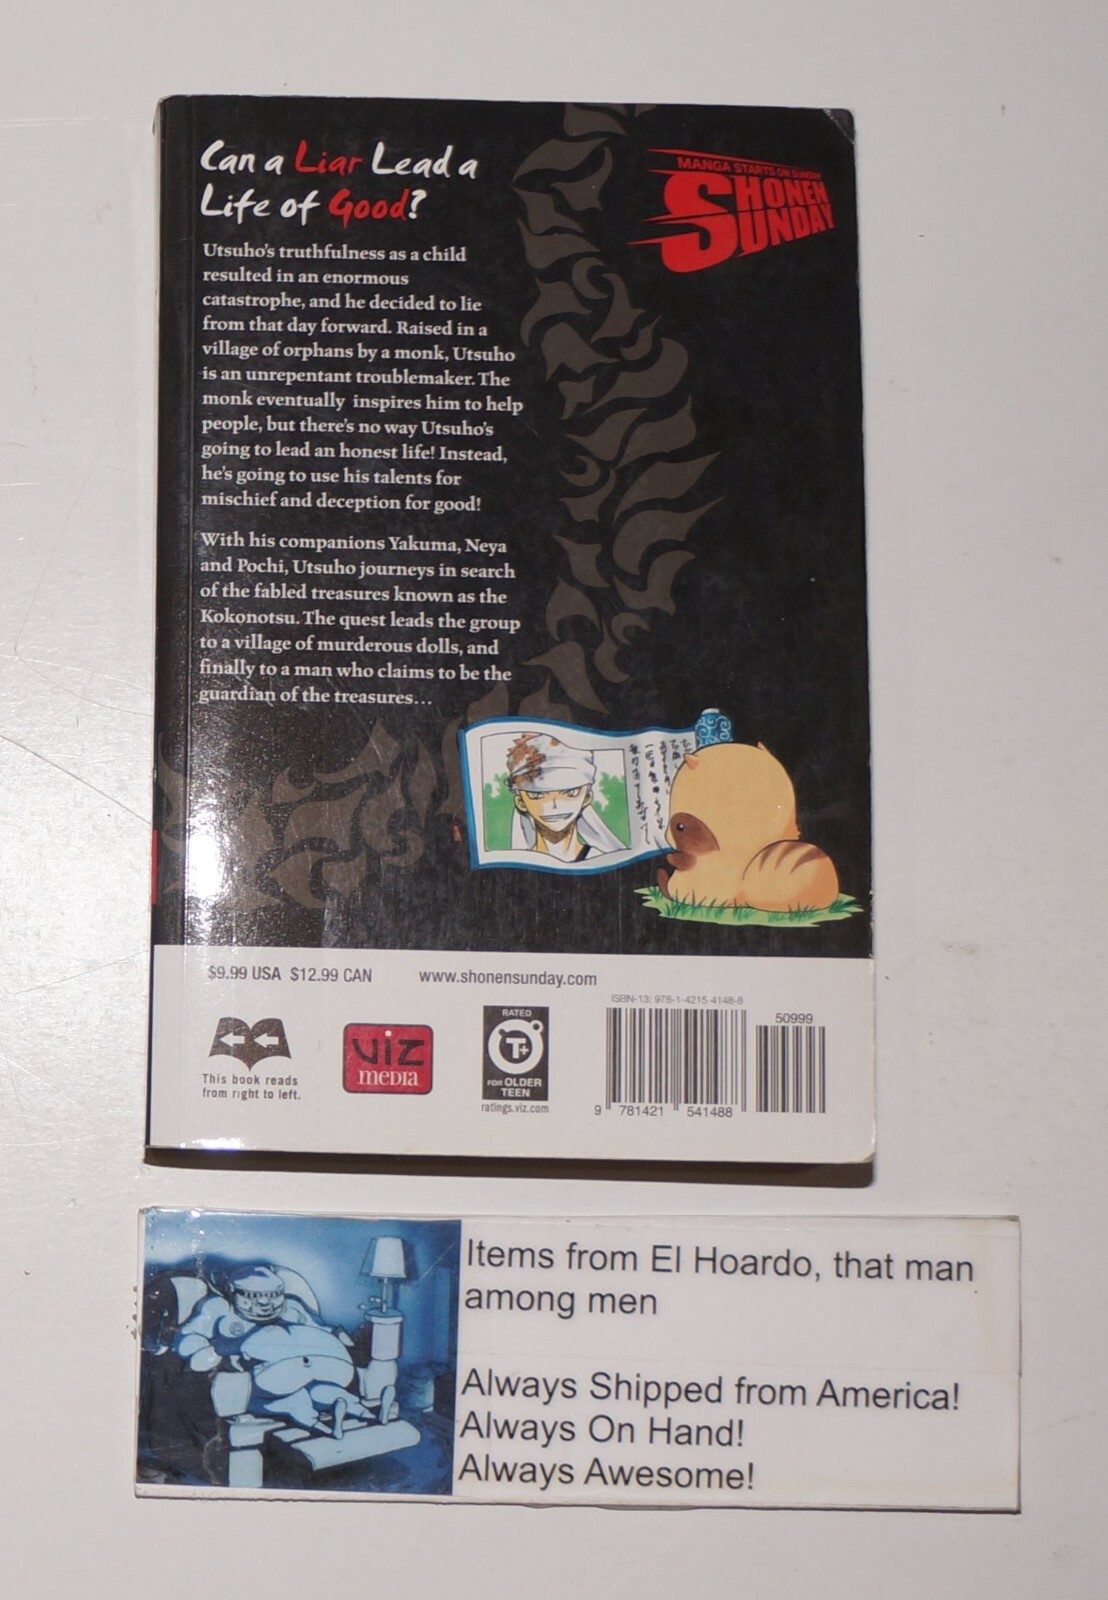 Can a Liar Lead a
Life of Good?
MANGA STARTS ON SUNDAY
SHONEN
SUNDAY
Utsuho's truthfulness as a child
resulted in an enormous
catastrophe, and he decided to lie
from that day forward. Raised in a
village of orphans by a monk, Utsuho
is an unrepentant troublemaker. The
monk eventually inspires him to help
people, but there's no way Utsuho's
going to lead an honest life! Instead,
he's going to use his talents for
mischief and deception for good!
With his companions Yakuma, Neya
and Pochi, Utsuho journeys in search
of the fabled treasures known as the
Kokonotsu. The quest leads the group
to a village of murderous dolls, and
finally to a man who claims to be the
guardian of the treasures...
$9.99 USA $12.99 CAN
www.shonensunday.com
This book reads
from right to left.
VIZ
MEDIA
RATED
T+
FOR OLDER
TEEN
ratings.viz.com
ISBN-13: 978-1-4215-4148-8
50999
9 781421 541488
Items from El Hoardo, that man
among men
Always Shipped from America!
Always On Hand!
Always Awesome!